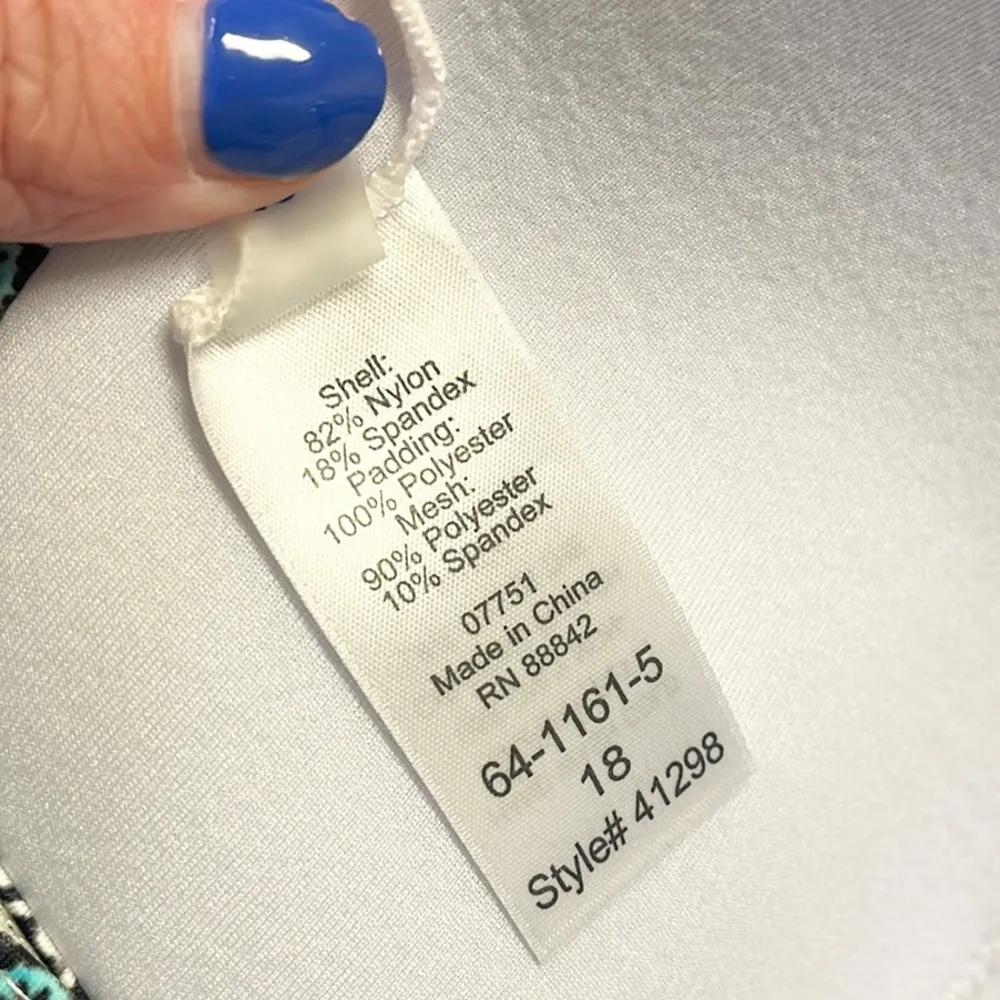 Shell:
82% Nylon
18% Spandex
Padding:
100% Polyester
Mesh:
90% Polyester
10% Spandex
07751
Made in China
RN 88842
64-1161-5
18
Style# 41298